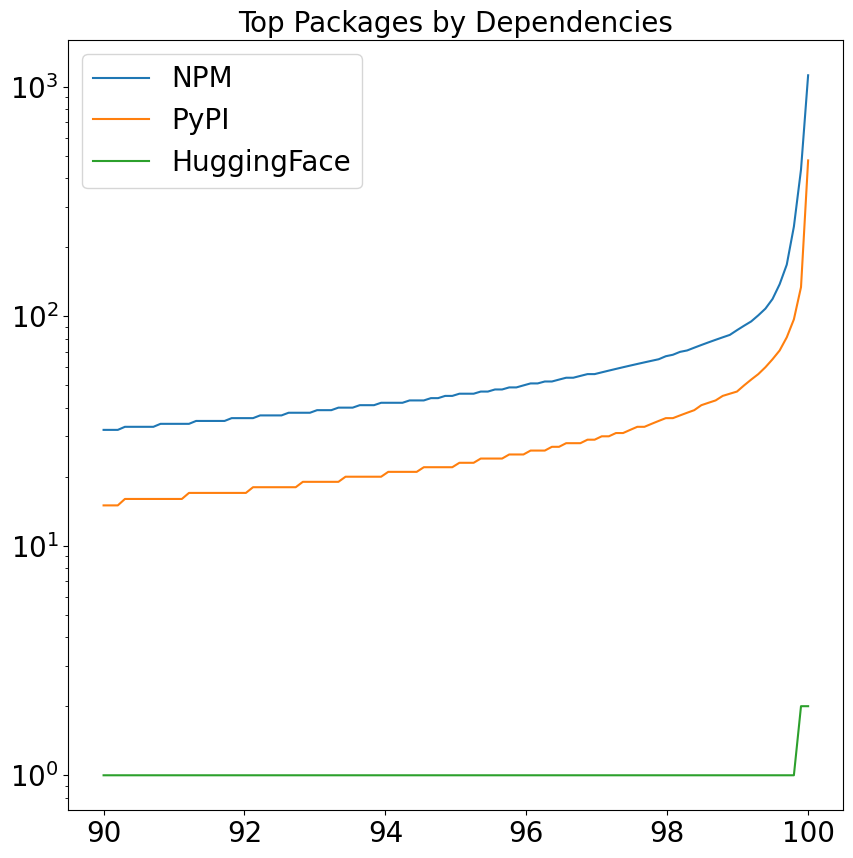 Top Packages by Dependencies
NPM
PyPI
HuggingFace
10³
10²
10¹
10⁰
90 92 94 96 98 100